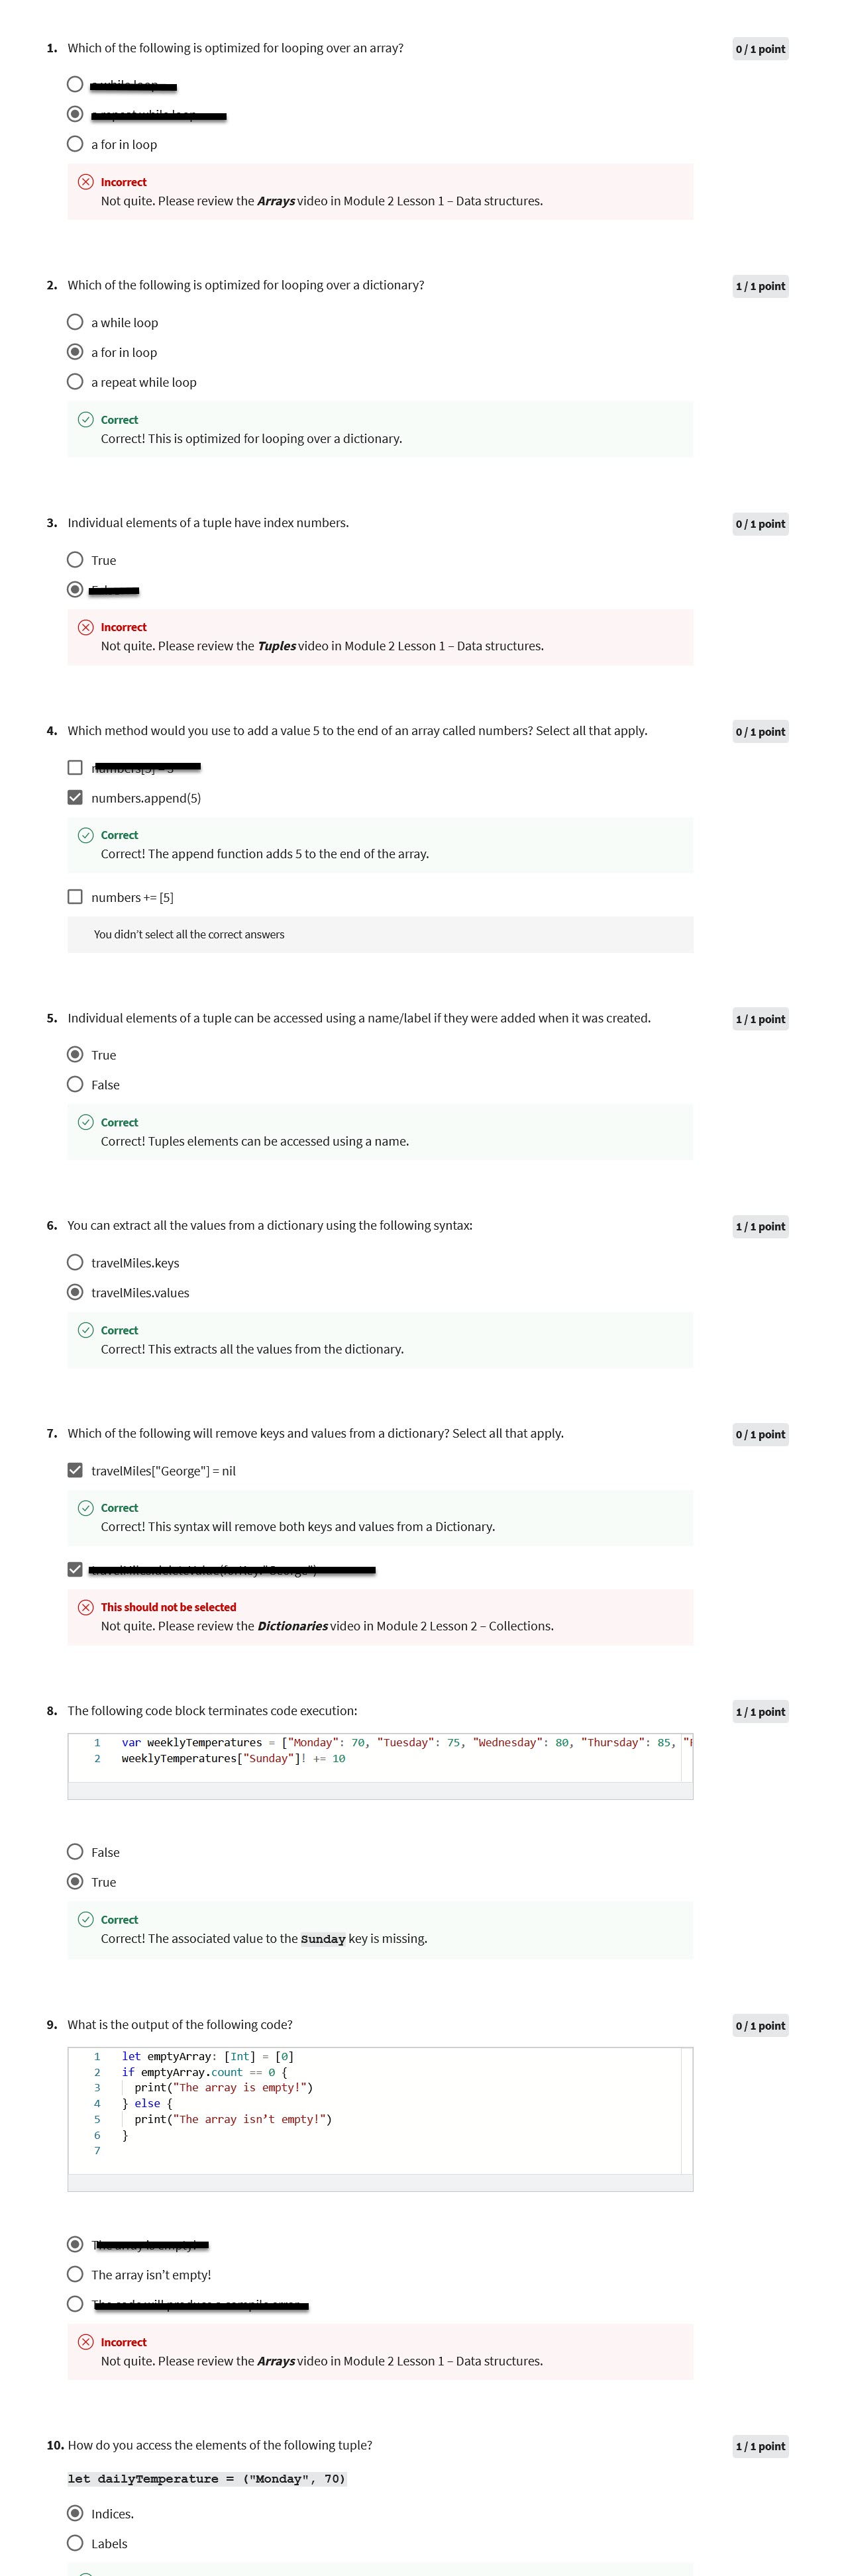 1. Which of the following is optimized for looping over an array?
0 / 1 point
a for in loop
Incorrect
Not quite. Please review the Arrays video in Module 2 Lesson 1 – Data structures.
2. Which of the following is optimized for looping over a dictionary?
1 / 1 point
a while loop
a for in loop
a repeat while loop
Correct
Correct! This is optimized for looping over a dictionary.
3. Individual elements of a tuple have index numbers.
0 / 1 point
True
Incorrect
Not quite. Please review the Tuples video in Module 2 Lesson 1 – Data structures.
4. Which method would you use to add a value 5 to the end of an array called numbers? Select all that apply.
0 / 1 point
numbers.append(5)
Correct
Correct! The append function adds 5 to the end of the array.
numbers += [5]
You didn’t select all the correct answers
5. Individual elements of a tuple can be accessed using a name/label if they were added when it was created.
1 / 1 point
True
False
Correct
Correct! Tuples elements can be accessed using a name.
6. You can extract all the values from a dictionary using the following syntax:
1 / 1 point
travelMiles.keys
travelMiles.values
Correct
Correct! This extracts all the values from the dictionary.
7. Which of the following will remove keys and values from a dictionary? Select all that apply.
0 / 1 point
travelMiles["George"] = nil
Correct
Correct! This syntax will remove both keys and values from a Dictionary.
This should not be selected
Not quite. Please review the Dictionaries video in Module 2 Lesson 2 – Collections.
8. The following code block terminates code execution:
1 / 1 point
1 var weeklyTemperatures = ["Monday": 70, "Tuesday": 75, "Wednesday": 80, "Thursday": 85, "
2 weeklyTemperatures["Sunday"]! += 10
False
True
Correct
Correct! The associated value to the Sunday key is missing.
9. What is the output of the following code?
0 / 1 point
1 let emptyArray: [Int] = [0]
2 if emptyArray.count == 0 {
3 print("The array is empty!")
4 } else {
5 print("The array isn’t empty!")
6 }
7
The array isn’t empty!
Incorrect
Not quite. Please review the Arrays video in Module 2 Lesson 1 – Data structures.
10. How do you access the elements of the following tuple?
1 / 1 point
let dailyTemperature = ("Monday", 70)
Indices.
Labels